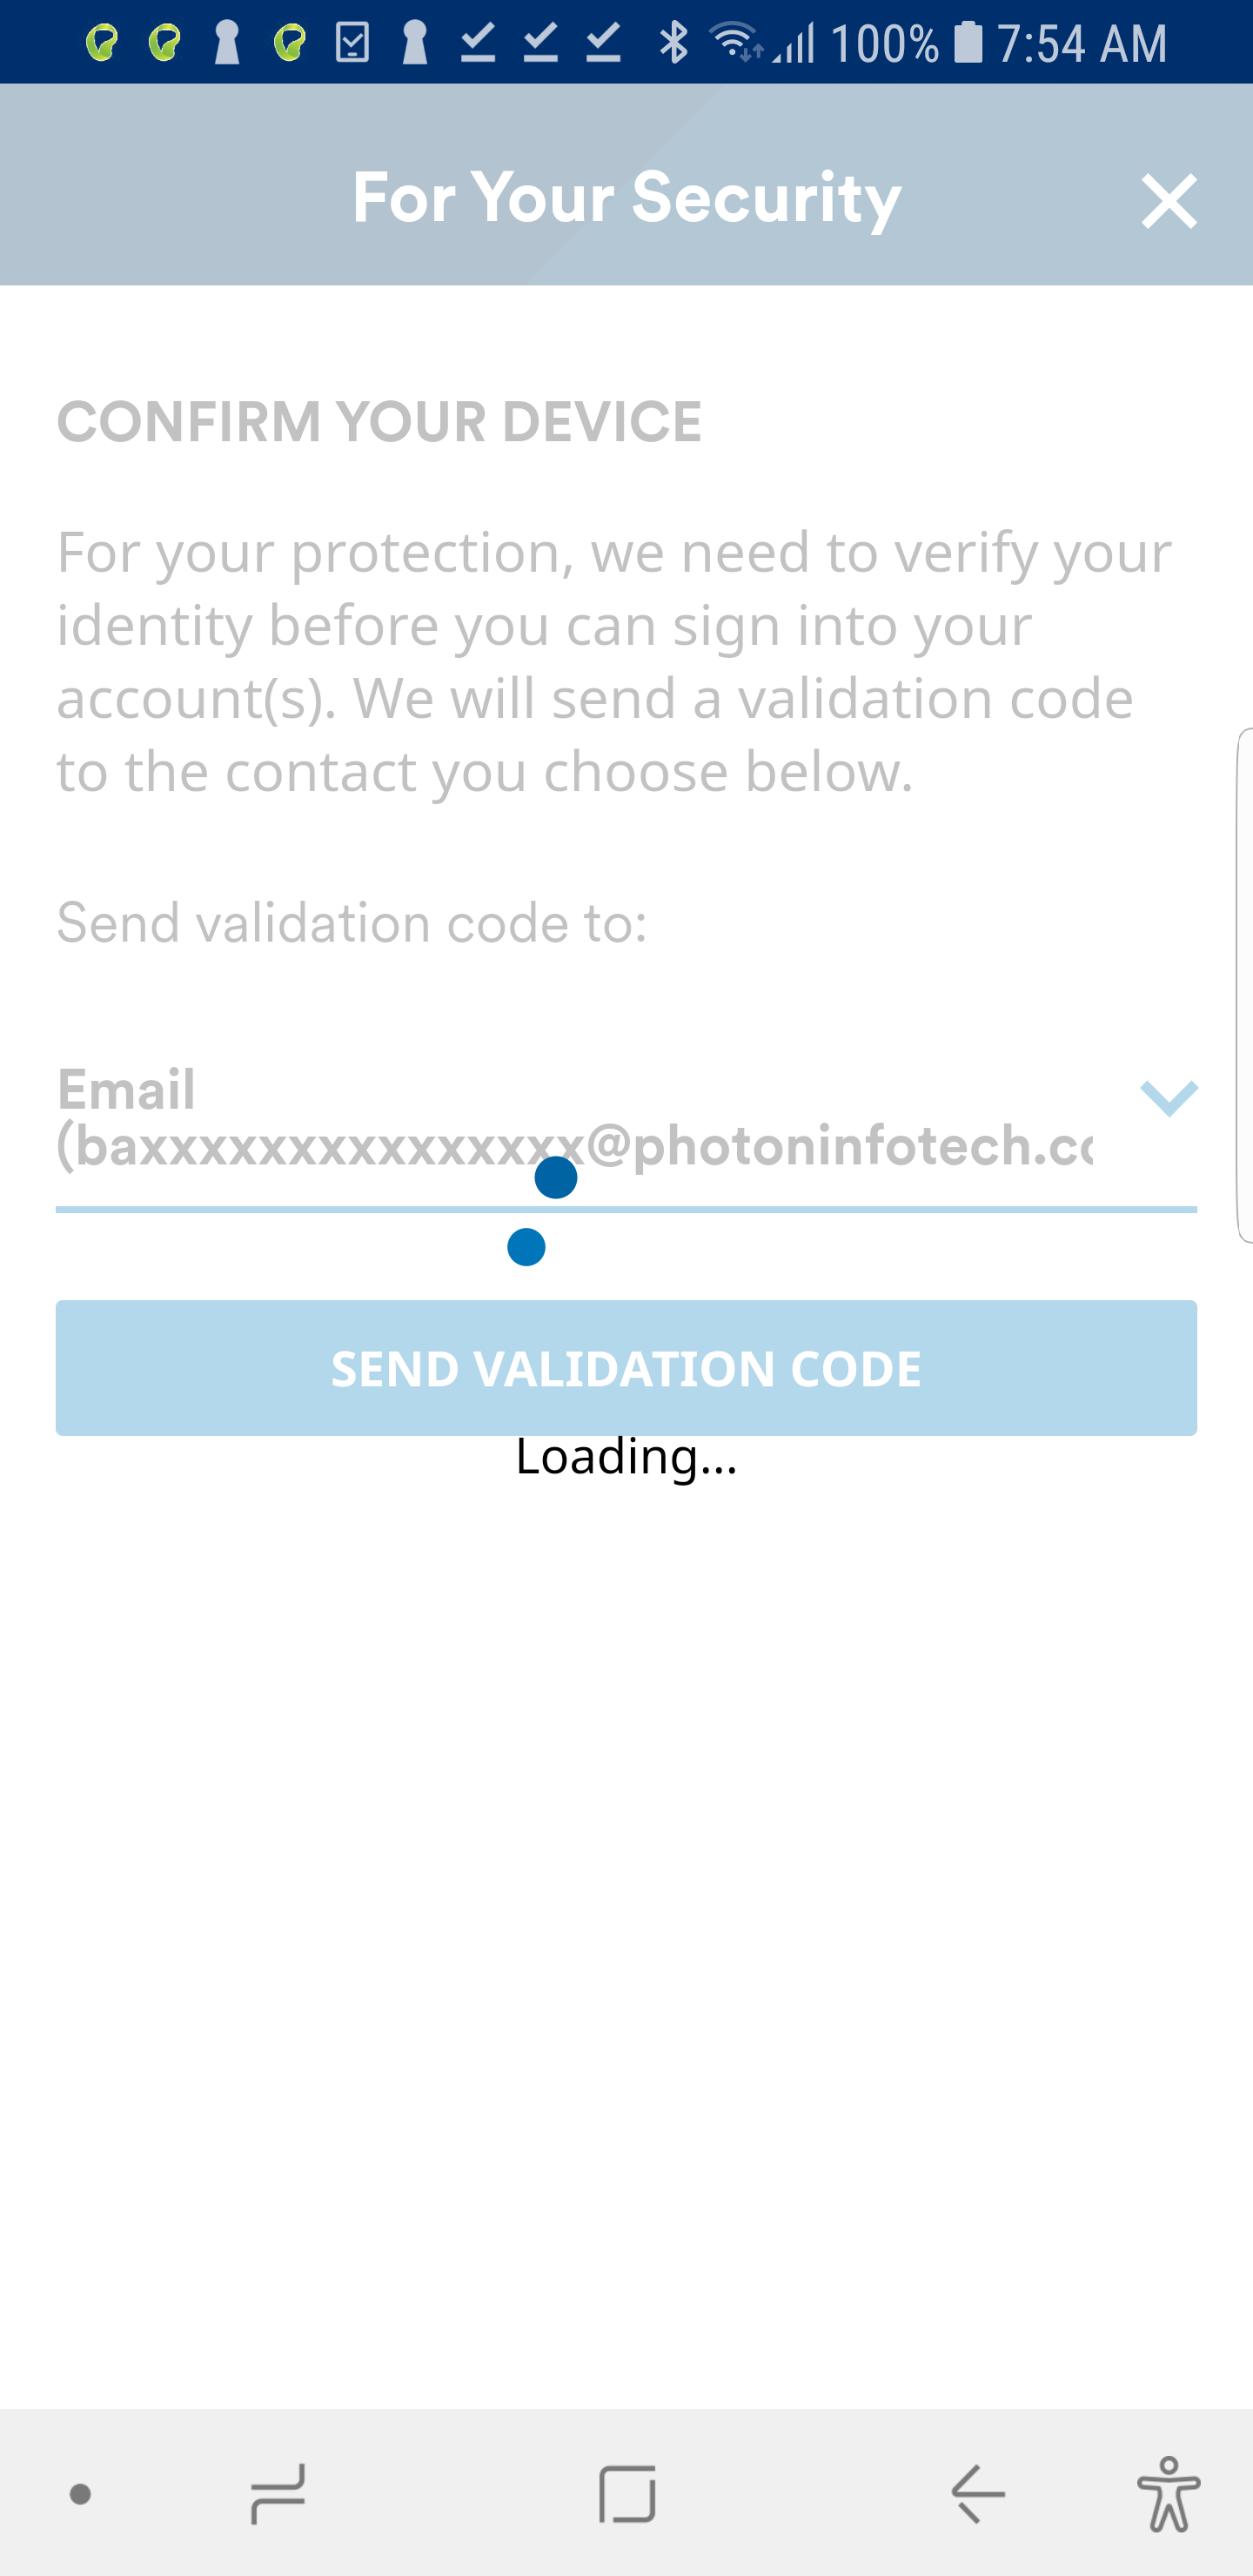 100% 7:54 AM
For Your Security
CONFIRM YOUR DEVICE
For your protection, we need to verify your
identity before you can sign into your
account(s). We will send a validation code
to the contact you choose below.
Send validation code to:
Email
(baxxxxxxxxxxxxxxx@photoninfotech.co
SEND VALIDATION CODE
Loading...